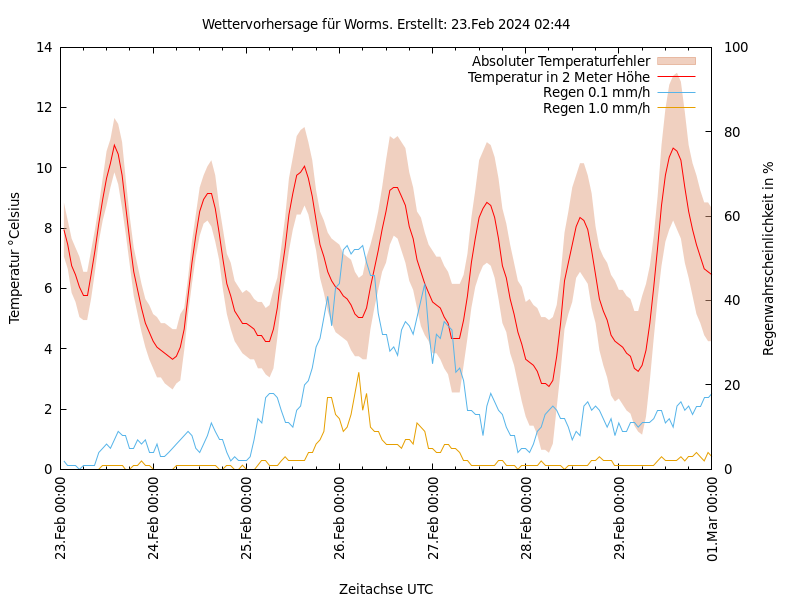 Wettervorhersage für Worms. Erstellt: 23.Feb 2024 02:44
Absoluter Temperaturfehler
Temperatur in 2 Meter Höhe
Regen 0.1 mm/h
Regen 1.0 mm/h
Temperatur °Celsius
14
12
10
8
6
4
2
0
100
80
60
40
20
0
Regenwahrscheinlichkeit in %
23.Feb 00:00
24.Feb 00:00
25.Feb 00:00
26.Feb 00:00
27.Feb 00:00
28.Feb 00:00
29.Feb 00:00
01.Mar 00:00
Zeitachse UTC